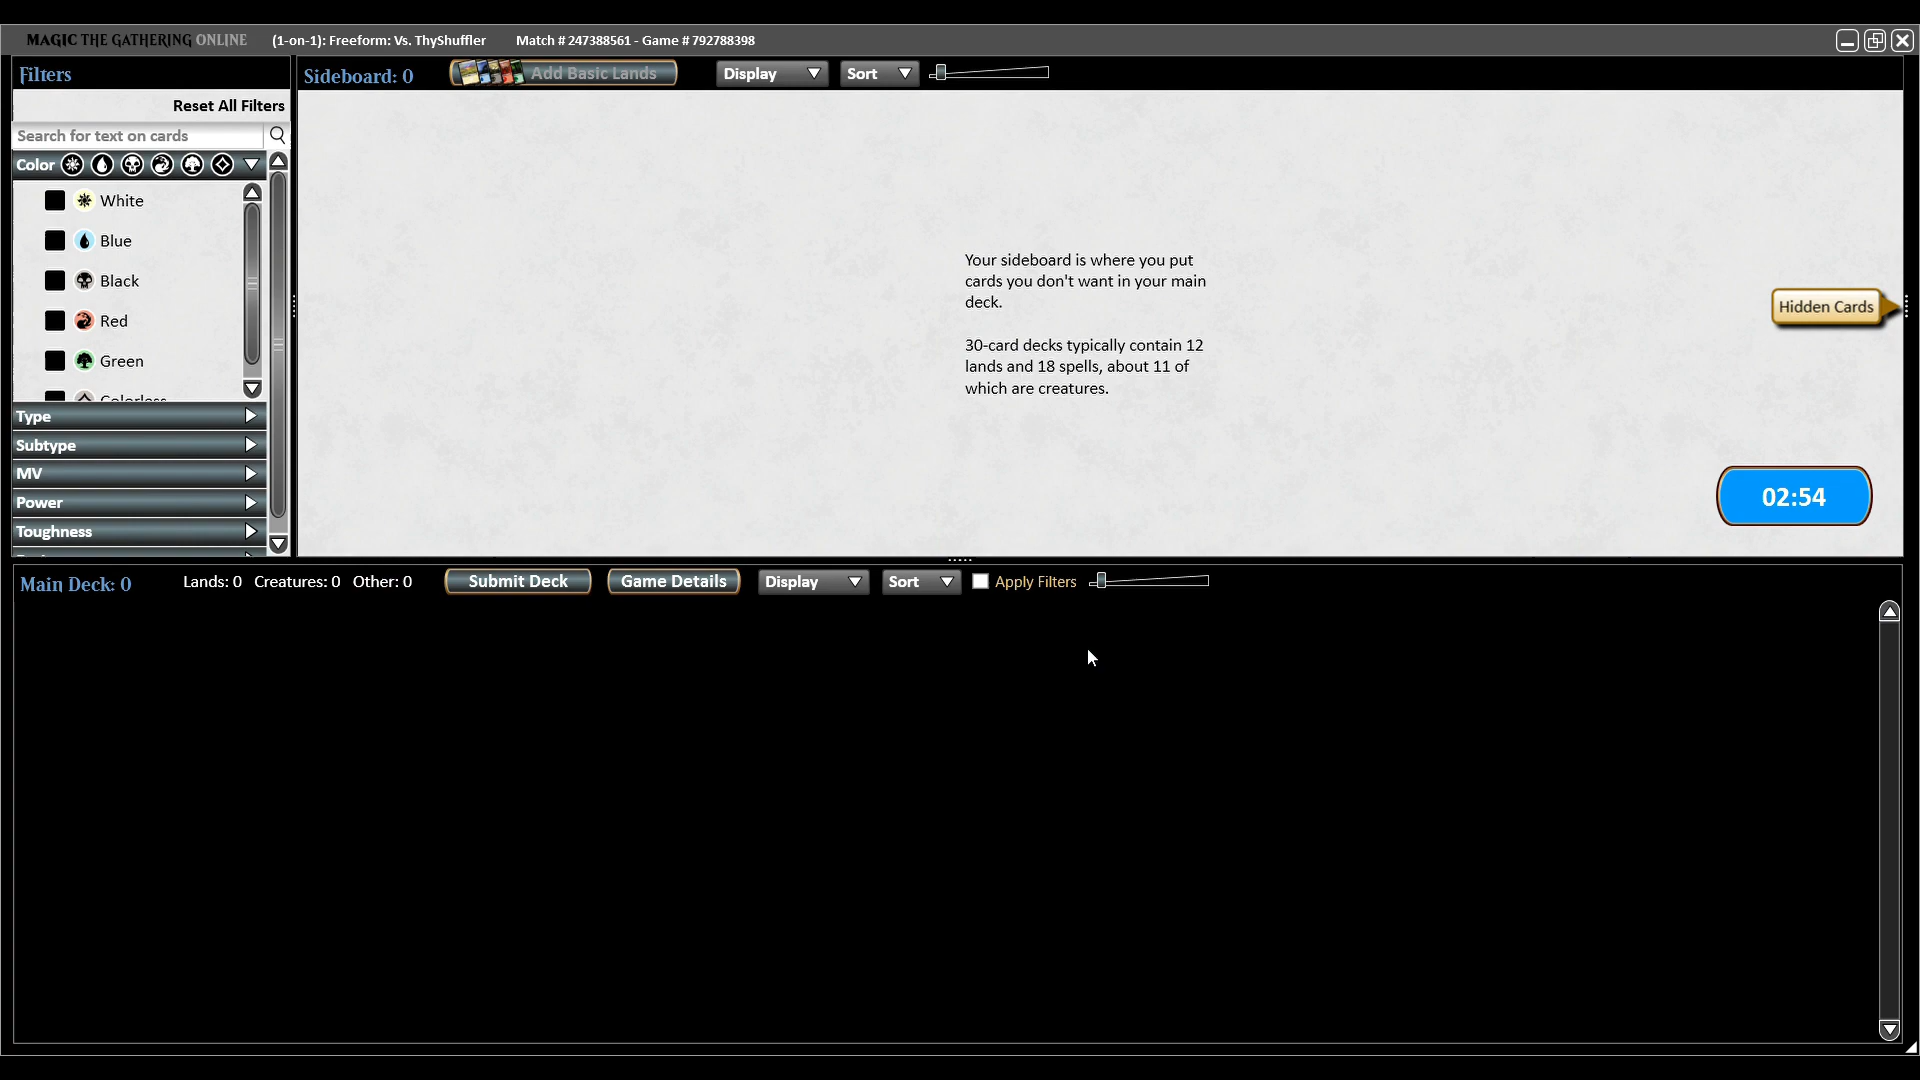 MAGIC THE GATHERING ONLINE (1-on-1): Freeform: Vs. ThyShuffler Match # 247388561 - Game # 792788398
Filters
Sideboard: 0 Add Basic Lands Display Sort
Reset All Filters
Search for text on cards
Color
White
Blue
Black
Red
Green
Colorless
Type
Subtype
MV
Power
Toughness
Your sideboard is where you put
cards you don't want in your main
deck.
30-card decks typically contain 12
lands and 18 spells, about 11 of
which are creatures.
Hidden Cards
02:54
Main Deck: 0 Lands: 0 Creatures: 0 Other: 0 Submit Deck Game Details Display Sort Apply Filters